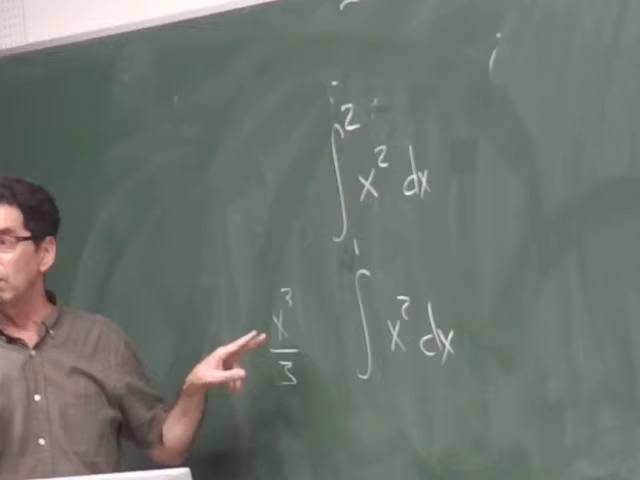 ∫₁² x² dx
x³/3 ∫ x² dx